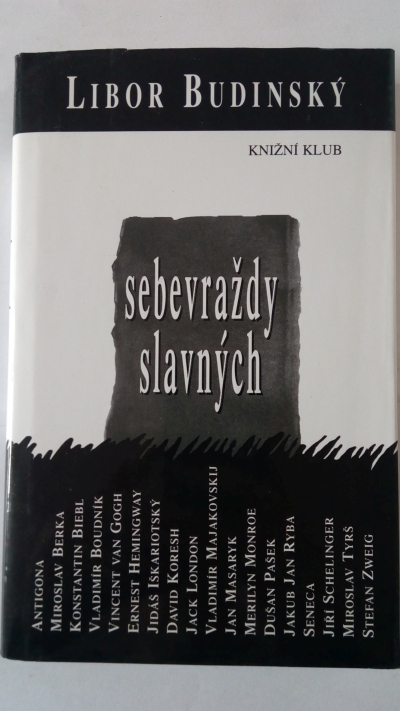 LIBOR BUDINSKÝ
KNIŽNÍ KLUB
sebevraždy
slavných
ANTIGONA
MIROSLAV BERKA
KONSTANTIN BIEBL
VLADIMÍR BOUDNÍK
VINCENT VAN GOGH
ERNEST HEMINGWAY
JIDÁŠ IŠKARIOTSKÝ
DAVID KORESH
JACK LONDON
VLADIMÍR MAJAKOVSKIJ
JAN MASARYK
MERILYN MONROE
DUŠAN PAŠEK
JAKUB JAN RYBA
SENECA
JIŘÍ SCHELINGER
MIROSLAV TYRŠ
STEFAN ZWEIG